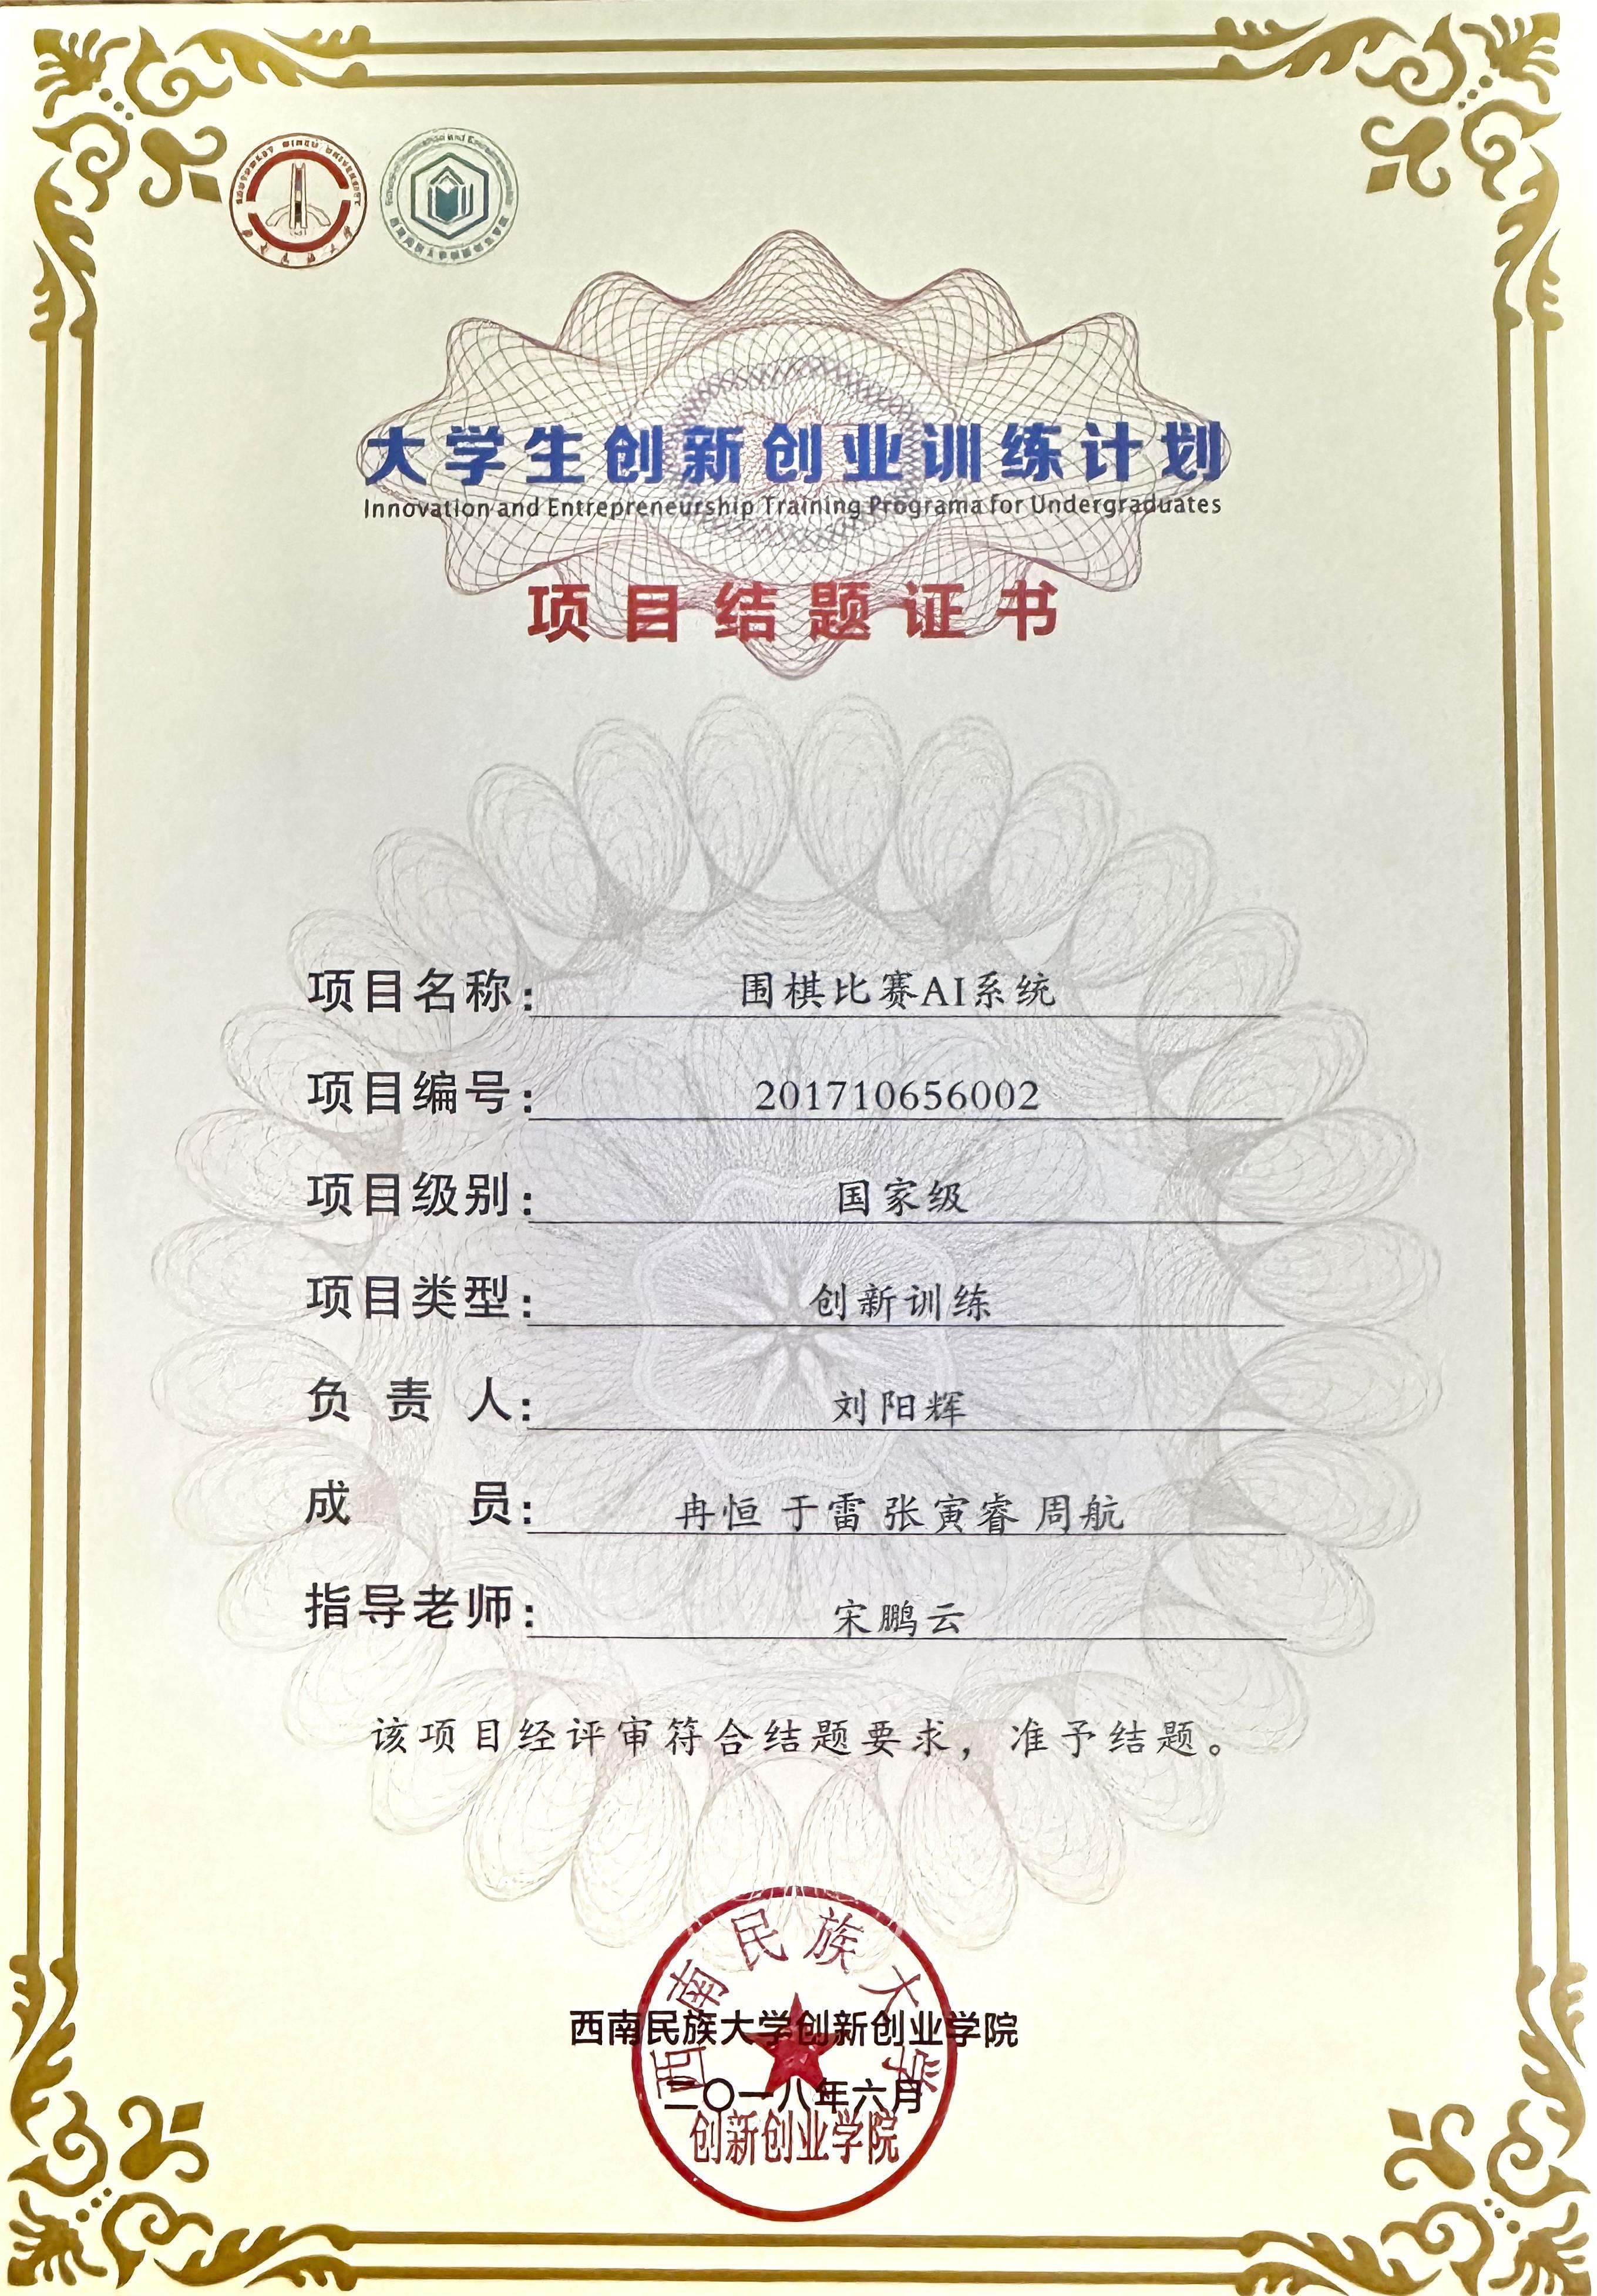 SOUTHWEST MINZU UNIVERSITY
大学生创新创业训练计划
Innovation and Entrepreneurship Training Programa for Undergraduates
项目结题证书
项目名称：围棋比赛AI系统
项目编号：201710656002
项目级别：国家级
项目类型：创新训练
负责人：刘阳辉
成员：冉恒 于雷 张寅睿 周航
指导老师：宋鹏云
该项目经评审符合结题要求，准予结题。
西南民族大学
西南民族大学创新创业学院
二〇一八年六月
创新创业学院